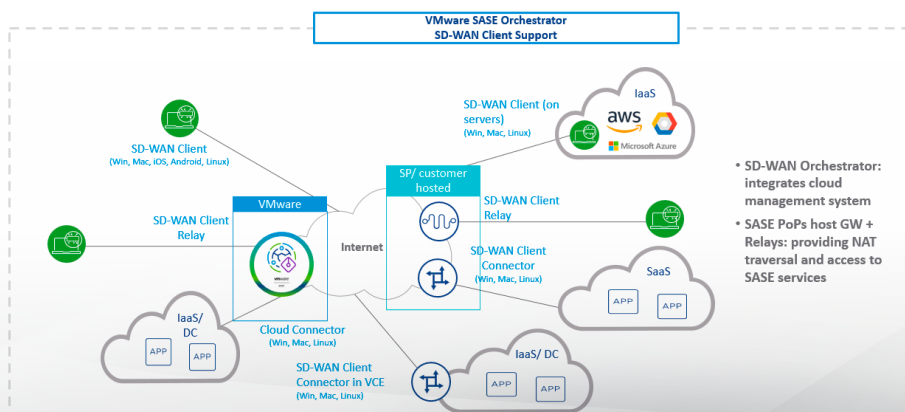 VMware SASE Orchestrator
SD-WAN Client Support
SD-WAN Client
(Win, Mac, iOS, Android, Linux)
SD-WAN Client (on
servers)
(Win, Mac, Linux)
IaaS
aws
Microsoft Azure
SD-WAN Client
Relay
VMware
vmware
Internet
SP/ customer
hosted
SD-WAN Client
Relay
SD-WAN Client
Connector
(Win, Mac, Linux)
SaaS
APP
APP
IaaS/
DC
APP
APP
Cloud Connector
(Win, Mac, Linux)
SD-WAN Client
Connector in VCE
(Win, Mac, Linux)
IaaS/ DC
APP
APP
• SD-WAN Orchestrator:
integrates cloud
management system
• SASE PoPs host GW +
Relays: providing NAT
traversal and access to
SASE services